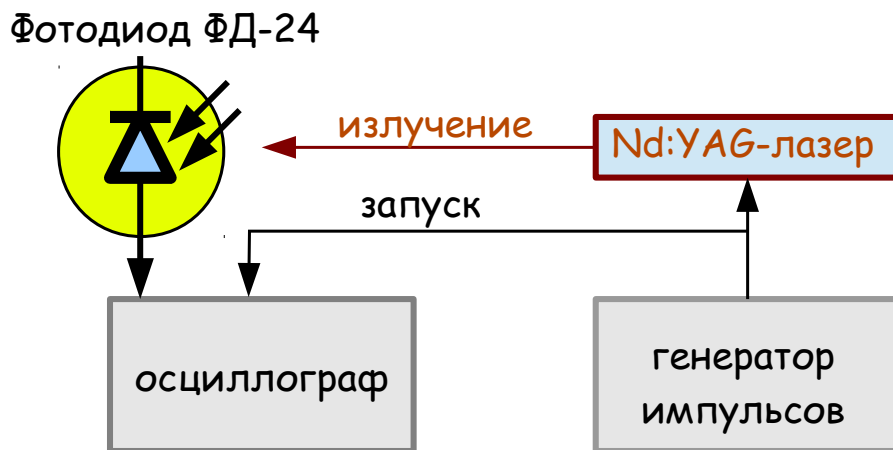 Фотодиод ФД-24
излучение
Nd:YAG-лазер
запуск
осциллограф
генератор
импульсов